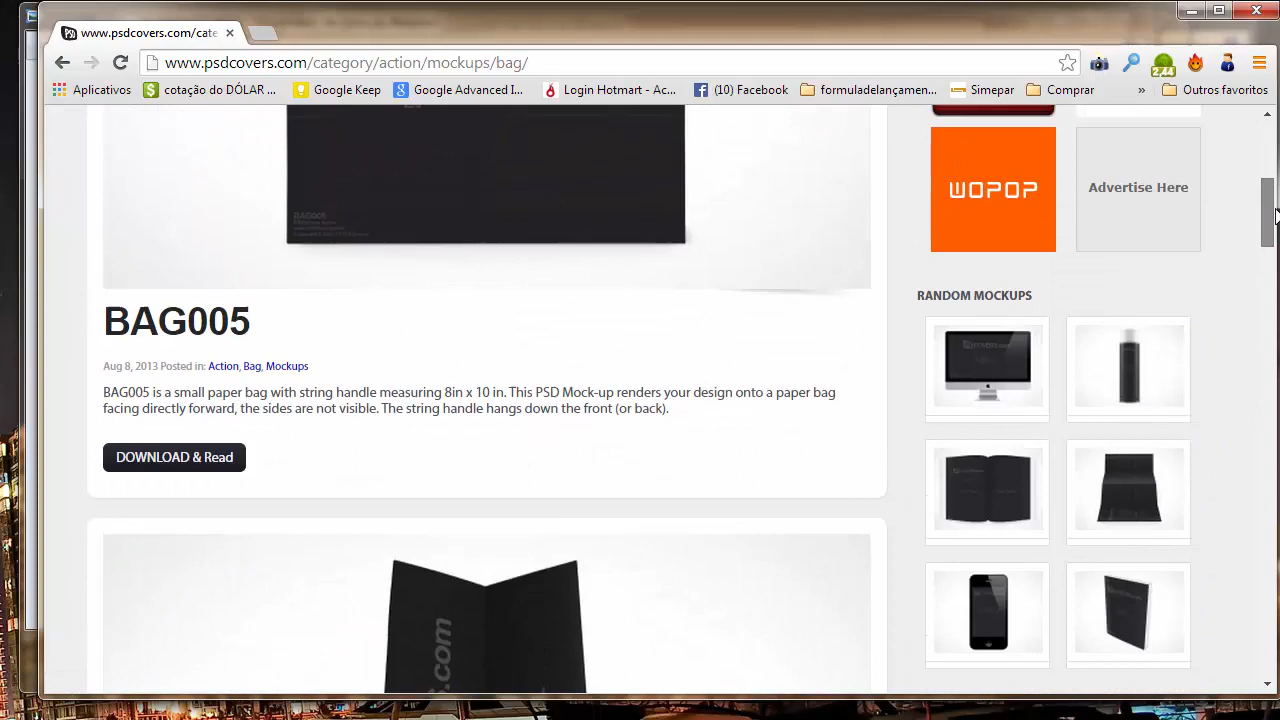 www.psdcovers.com/cate
www.psdcovers.com/category/action/mockups/bag/
2,44
Aplicativos
cotação do DÓLAR ...
Google Keep
Google Advanced I...
Login Hotmart - Ac...
(10) Facebook
formuladelançamen...
Simepar
Comprar
»
Outros favoritos
WOPOP
Advertise Here
BAG005
BAG005
Aug 8, 2013 Posted in: Action, Bag, Mockups
BAG005 is a small paper bag with string handle measuring 8in x 10 in. This PSD Mock-up renders your design onto a paper bag
facing directly forward, the sides are not visible. The string handle hangs down the front (or back).
DOWNLOAD & Read
RANDOM MOCKUPS
s.com